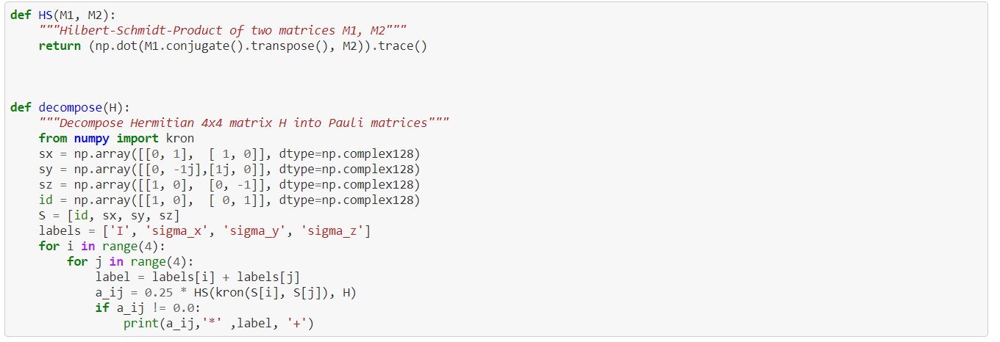 def HS(M1, M2):
    """Hilbert-Schmidt-Product of two matrices M1, M2"""
    return (np.dot(M1.conjugate().transpose(), M2)).trace()
def decompose(H):
    """Decompose Hermitian 4x4 matrix H into Pauli matrices"""
    from numpy import kron
    sx = np.array([[0, 1],  [ 1, 0]], dtype=np.complex128)
    sy = np.array([[0, -1j],[1j, 0]], dtype=np.complex128)
    sz = np.array([[1, 0],  [0, -1]], dtype=np.complex128)
    id = np.array([[1, 0],  [ 0, 1]], dtype=np.complex128)
    S = [id, sx, sy, sz]
    labels = ['I', 'sigma_x', 'sigma_y', 'sigma_z']
    for i in range(4):
        for j in range(4):
            label = labels[i] + labels[j]
            a_ij = 0.25 * HS(kron(S[i], S[j]), H)
            if a_ij != 0.0:
                print(a_ij,'*' ,label, '+')